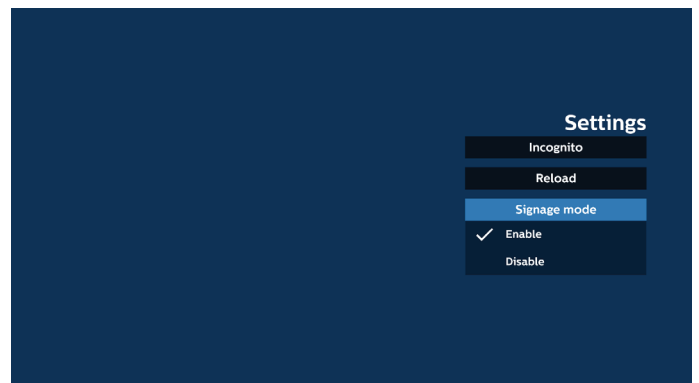 Settings
Incognito
Reload
Signage mode
Enable
Disable